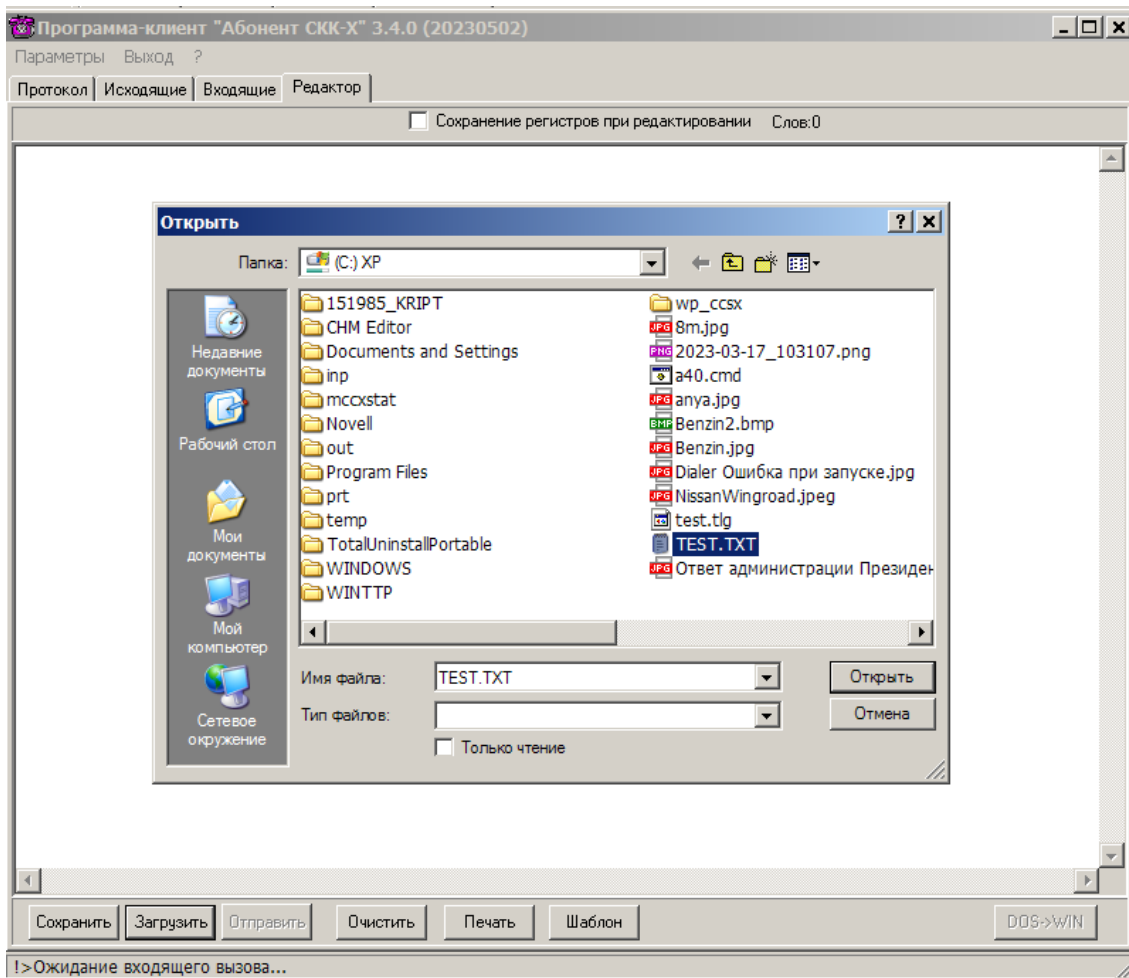 Программа-клиент "Абонент СКК-Х" 3.4.0 (20230502)
Параметры Выход ?
Протокол Исходящие Входящие Редактор
Сохранение регистров при редактировании Слов:0
Открыть
Папка: (C:) XP
Недавние документы
Рабочий стол
Мои документы
Мой компьютер
Сетевое окружение
151985_KRIPT
CHM Editor
Documents and Settings
inp
mccxstat
Novell
out
Program Files
prt
temp
TotalUninstallPortable
WINDOWS
WINTTP
wp_ccsx
8m.jpg
2023-03-17_103107.png
a40.cmd
anya.jpg
Benzin2.bmp
Benzin.jpg
Dialer Ошибка при запуске.jpg
NissanWingroad.jpeg
test.tlg
TEST.TXT
Ответ администрации Президен
Имя файла: TEST.TXT Открыть
Тип файлов: Отмена
Только чтение
Сохранить Загрузить Отправить Очистить Печать Шаблон DOS->WIN
!>Ожидание входящего вызова...